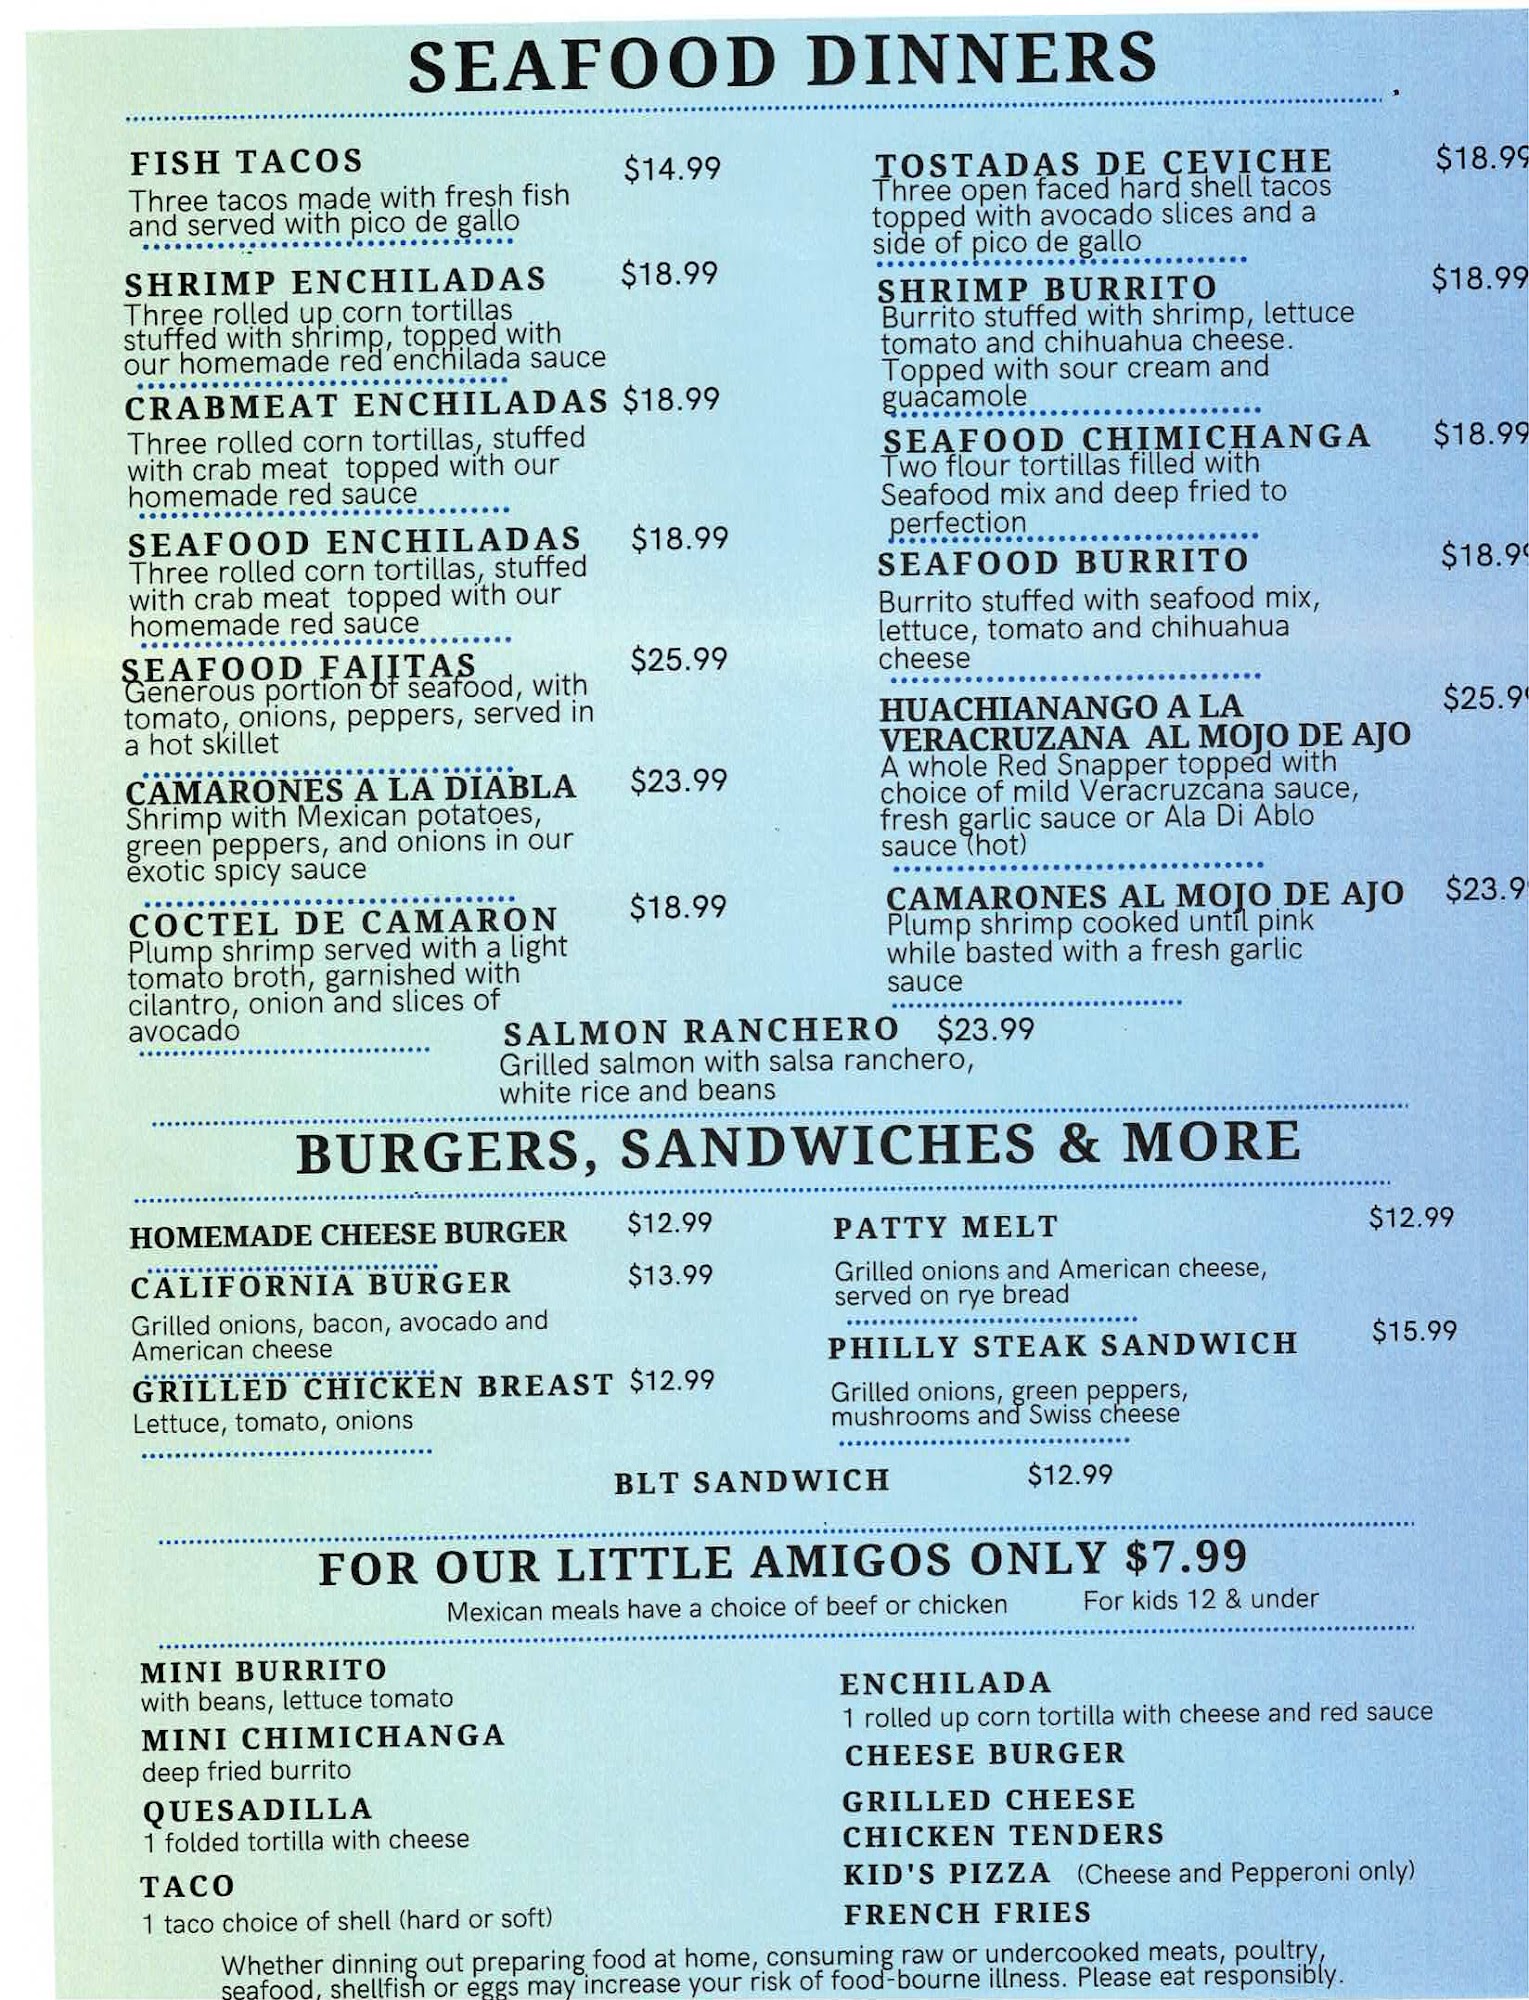 SEAFOOD DINNERS
FISH TACOS $14.99
Three tacos made with fresh fish
and served with pico de gallo
SHRIMP ENCHILADAS $18.99
Three rolled up corn tortillas
stuffed with shrimp, topped with
our homemade red enchilada sauce
CRABMEAT ENCHILADAS $18.99
Three rolled corn tortillas, stuffed
with crab meat topped with our
homemade red sauce
SEAFOOD ENCHILADAS $18.99
Three rolled corn tortillas, stuffed
with crab meat topped with our
homemade red sauce
SEAFOOD FAJITAS $25.99
Generous portion of seafood, with
tomato, onions, peppers, served in
a hot skillet
CAMARONES A LA DIABLA $23.99
Shrimp with Mexican potatoes,
green peppers, and onions in our
exotic spicy sauce
COCTEL DE CAMARON $18.99
Plump shrimp served with a light
tomato broth, garnished with
cilantro, onion and slices of
avocado
TOSTADAS DE CEVICHE $18.99
Three open faced hard shell tacos
topped with avocado slices and a
side of pico de gallo
SHRIMP BURRITO $18.99
Burrito stuffed with shrimp, lettuce
tomato and chihuahua cheese.
Topped with sour cream and
guacamole
SEAFOOD CHIMICHANGA $18.99
Two flour tortillas filled with
Seafood mix and deep fried to
perfection
SEAFOOD BURRITO $18.99
Burrito stuffed with seafood mix,
lettuce, tomato and chihuahua
cheese
HUACHIANANGO A LA $25.9
VERACRUZANA AL MOJO DE AJO
A whole Red Snapper topped with
choice of mild Veracruzcana sauce,
fresh garlic sauce or Ala Di Ablo
sauce (hot)
CAMARONES AL MOJO DE AJO $23.9
Plump shrimp cooked until pink
while basted with a fresh garlic
sauce
SALMON RANCHERO $23.99
Grilled salmon with salsa ranchero,
white rice and beans
BURGERS, SANDWICHES & MORE
HOMEMADE CHEESE BURGER $12.99
CALIFORNIA BURGER $13.99
Grilled onions, bacon, avocado and
American cheese
GRILLED CHICKEN BREAST $12.99
Lettuce, tomato, onions
PATTY MELT $12.99
Grilled onions and American cheese,
served on rye bread
PHILLY STEAK SANDWICH $15.99
Grilled onions, green peppers,
mushrooms and Swiss cheese
BLT SANDWICH $12.99
FOR OUR LITTLE AMIGOS ONLY $7.99
Mexican meals have a choice of beef or chicken For kids 12 & under
MINI BURRITO
with beans, lettuce tomato
MINI CHIMICHANGA
deep fried burrito
QUESADILLA
1 folded tortilla with cheese
TACO
1 taco choice of shell (hard or soft)
ENCHILADA
1 rolled up corn tortilla with cheese and red sauce
CHEESE BURGER
GRILLED CHEESE
CHICKEN TENDERS
KID'S PIZZA (Cheese and Pepperoni only)
FRENCH FRIES
Whether dinning out preparing food at home, consuming raw or undercooked meats, poultry,
seafood, shellfish or eggs may increase your risk of food-bourne illness. Please eat responsibly.